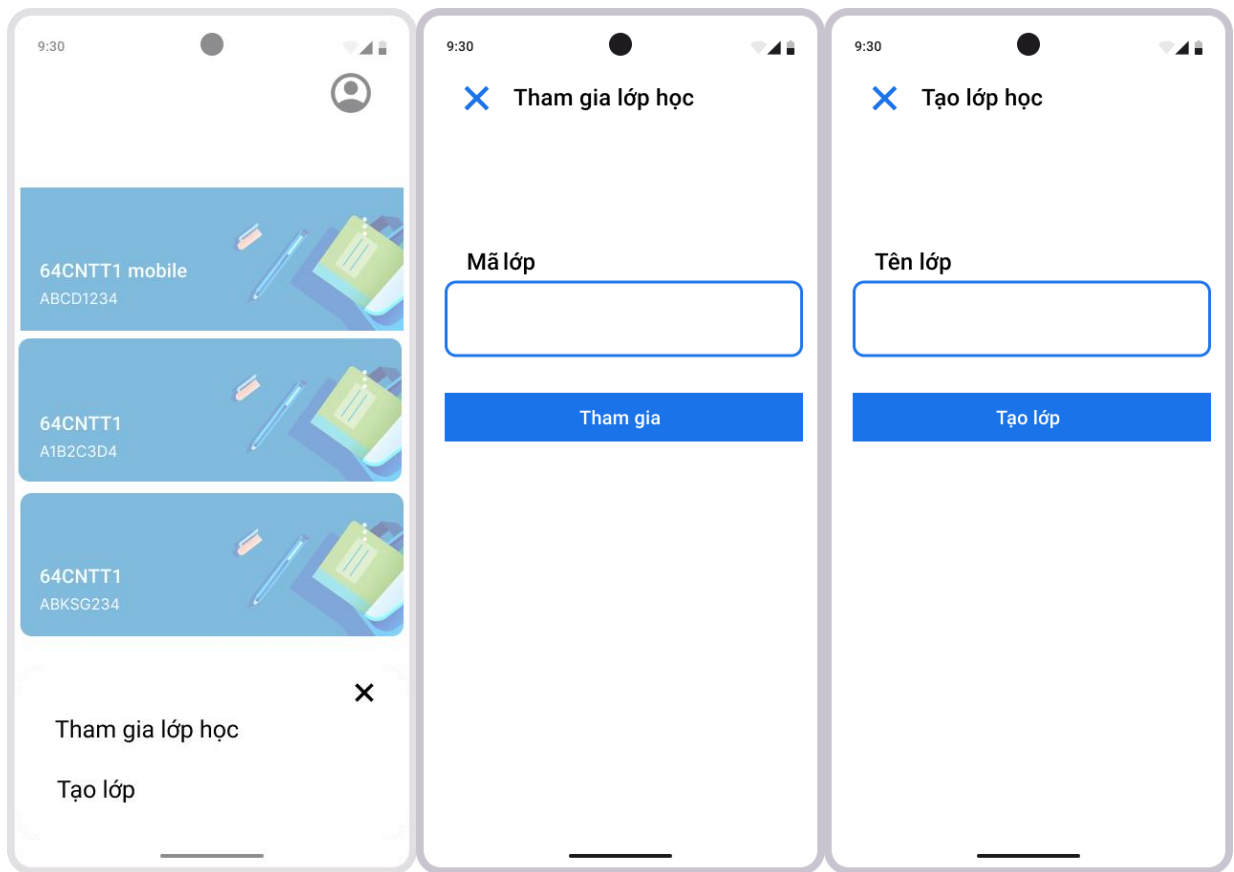 9:30
64CNTT1 mobile
ABCD1234
64CNTT1
A1B2C3D4
64CNTT1
ABKSG234
Tham gia lớp học
Tạo lớp
9:30
Tham gia lớp học
Mã lớp
Tham gia
9:30
Tạo lớp học
Tên lớp
Tạo lớp